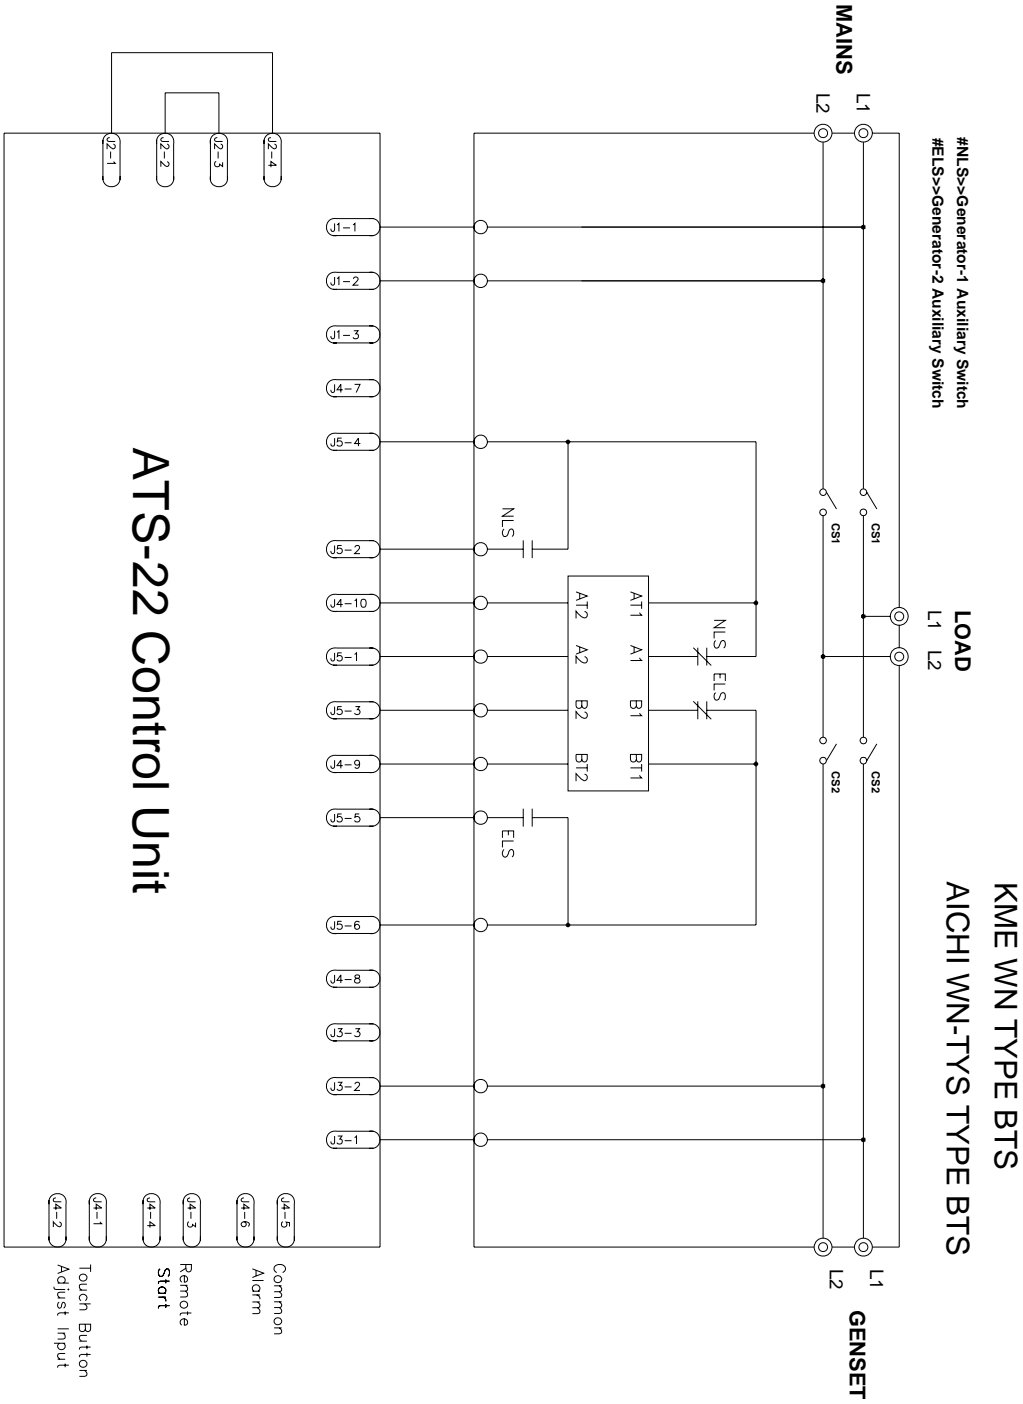 KME WN TYPE BTS
AICHI WN-TYS TYPE BTS
#NLS>>Generator-1 Auxiliary Switch
#ELS>>Generator-2 Auxiliary Switch
MAINS
L1
L2
LOAD
L1 L2
GENSET
L1
L2
CS1
CS1
CS2
CS2
NLS
ELS
AT1 A1 B1 BT1
AT2 A2 B2 BT2
NLS
ELS
J1-1
J1-2
J1-3
J4-7
J5-4
J5-2
J4-10
J5-1
J5-3
J4-9
J5-5
J5-6
J4-8
J3-3
J3-2
J3-1
J2-4
J2-3
J2-2
J2-1
ATS-22 Control Unit
J4-5
J4-6
J4-3
J4-4
J4-1
J4-2
Common
Alarm
Remote
Start
Touch Button
Adjust Input